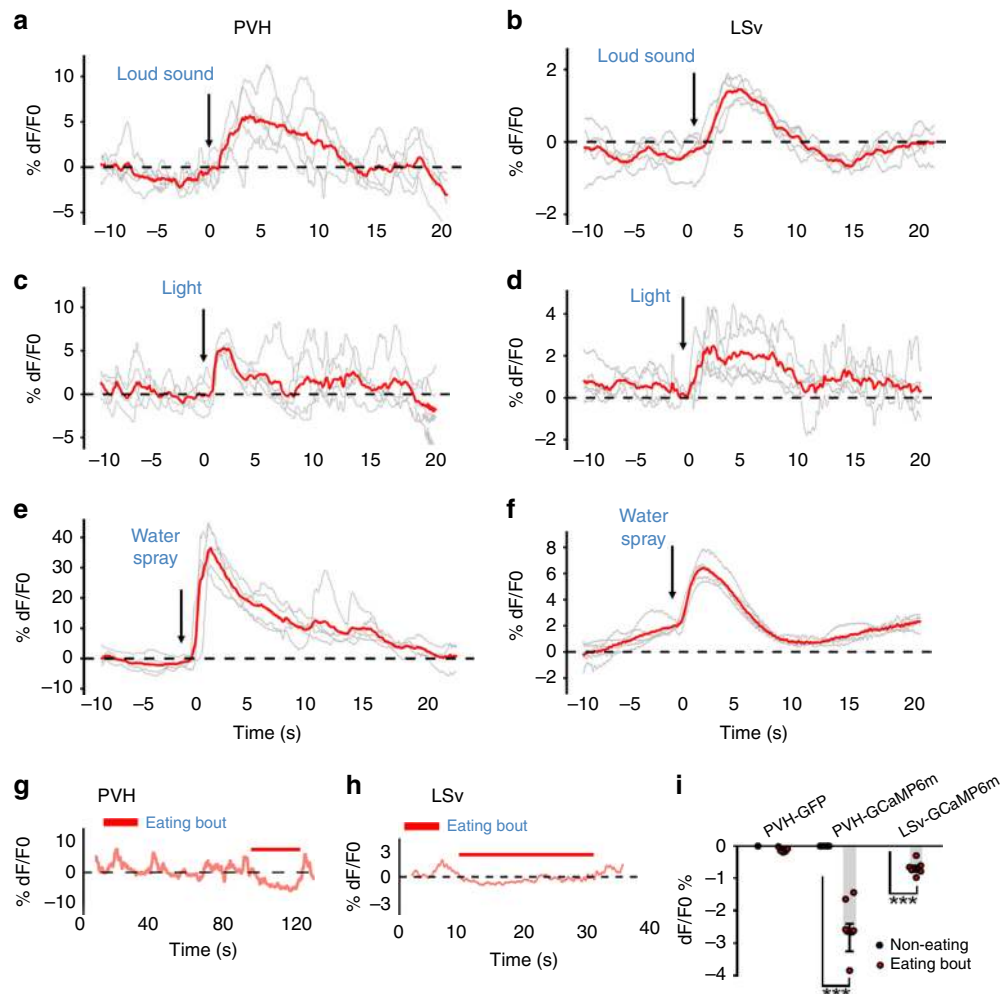 a
PVH
% dF/F0
10
5
0
−5
Loud sound
−10 −5 0 5 10 15 20
b
LSv
% dF/F0
2
0
−2
Loud sound
−10 −5 0 5 10 15 20
c
% dF/F0
10
5
0
−5
Light
−10 −5 0 5 10 15 20
d
% dF/F0
4
2
0
−2
Light
−10 −5 0 5 10 15 20
e
% dF/F0
40
30
20
10
0
−10
Water
spray
−10 −5 0 5 10 15 20
Time (s)
f
% dF/F0
8
6
4
2
0
−2
Water
spray
−10 −5 0 5 10 15 20
Time (s)
g
PVH
Eating bout
% dF/F0
10
0
−10
0 40 80 120
Time (s)
h
LSv
Eating bout
% dF/F0
3
0
−3
0 10 20 30 40
Time (s)
i
PVH-GFP
PVH-GCaMP6m
LSv-GCaMP6m
dF/F0 %
0
−1
−2
−3
−4
***
***
Non-eating
Eating bout